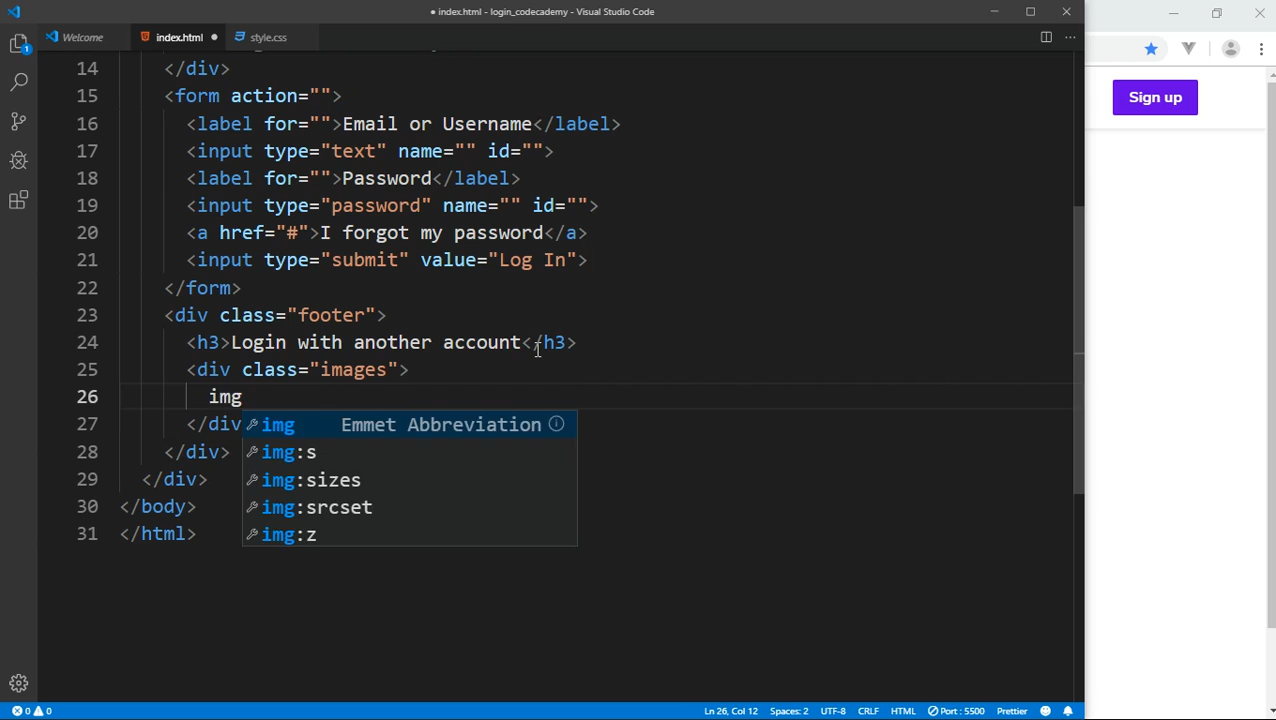 ● index.html - login_codecademy - Visual Studio Code
Welcome
index.html ●
style.css
1
14 </div>
15 <form action="">
16 <label for="">Email or Username</label>
17 <input type="text" name="" id="">
18 <label for="">Password</label>
19 <input type="password" name="" id="">
20 <a href="#">I forgot my password</a>
21 <input type="submit" value="Log In">
22 </form>
23 <div class="footer">
24 <h3>Login with another account</h3>
25 <div class="images">
26 img
27 </div
28 </div>
29 </div>
30 </body>
31 </html>
img Emmet Abbreviation
img:s
img:sizes
img:srcset
img:z
Sign up
0 0
Ln 26, Col 12
Spaces: 2
UTF-8
CRLF
HTML
Port : 5500
Prettier